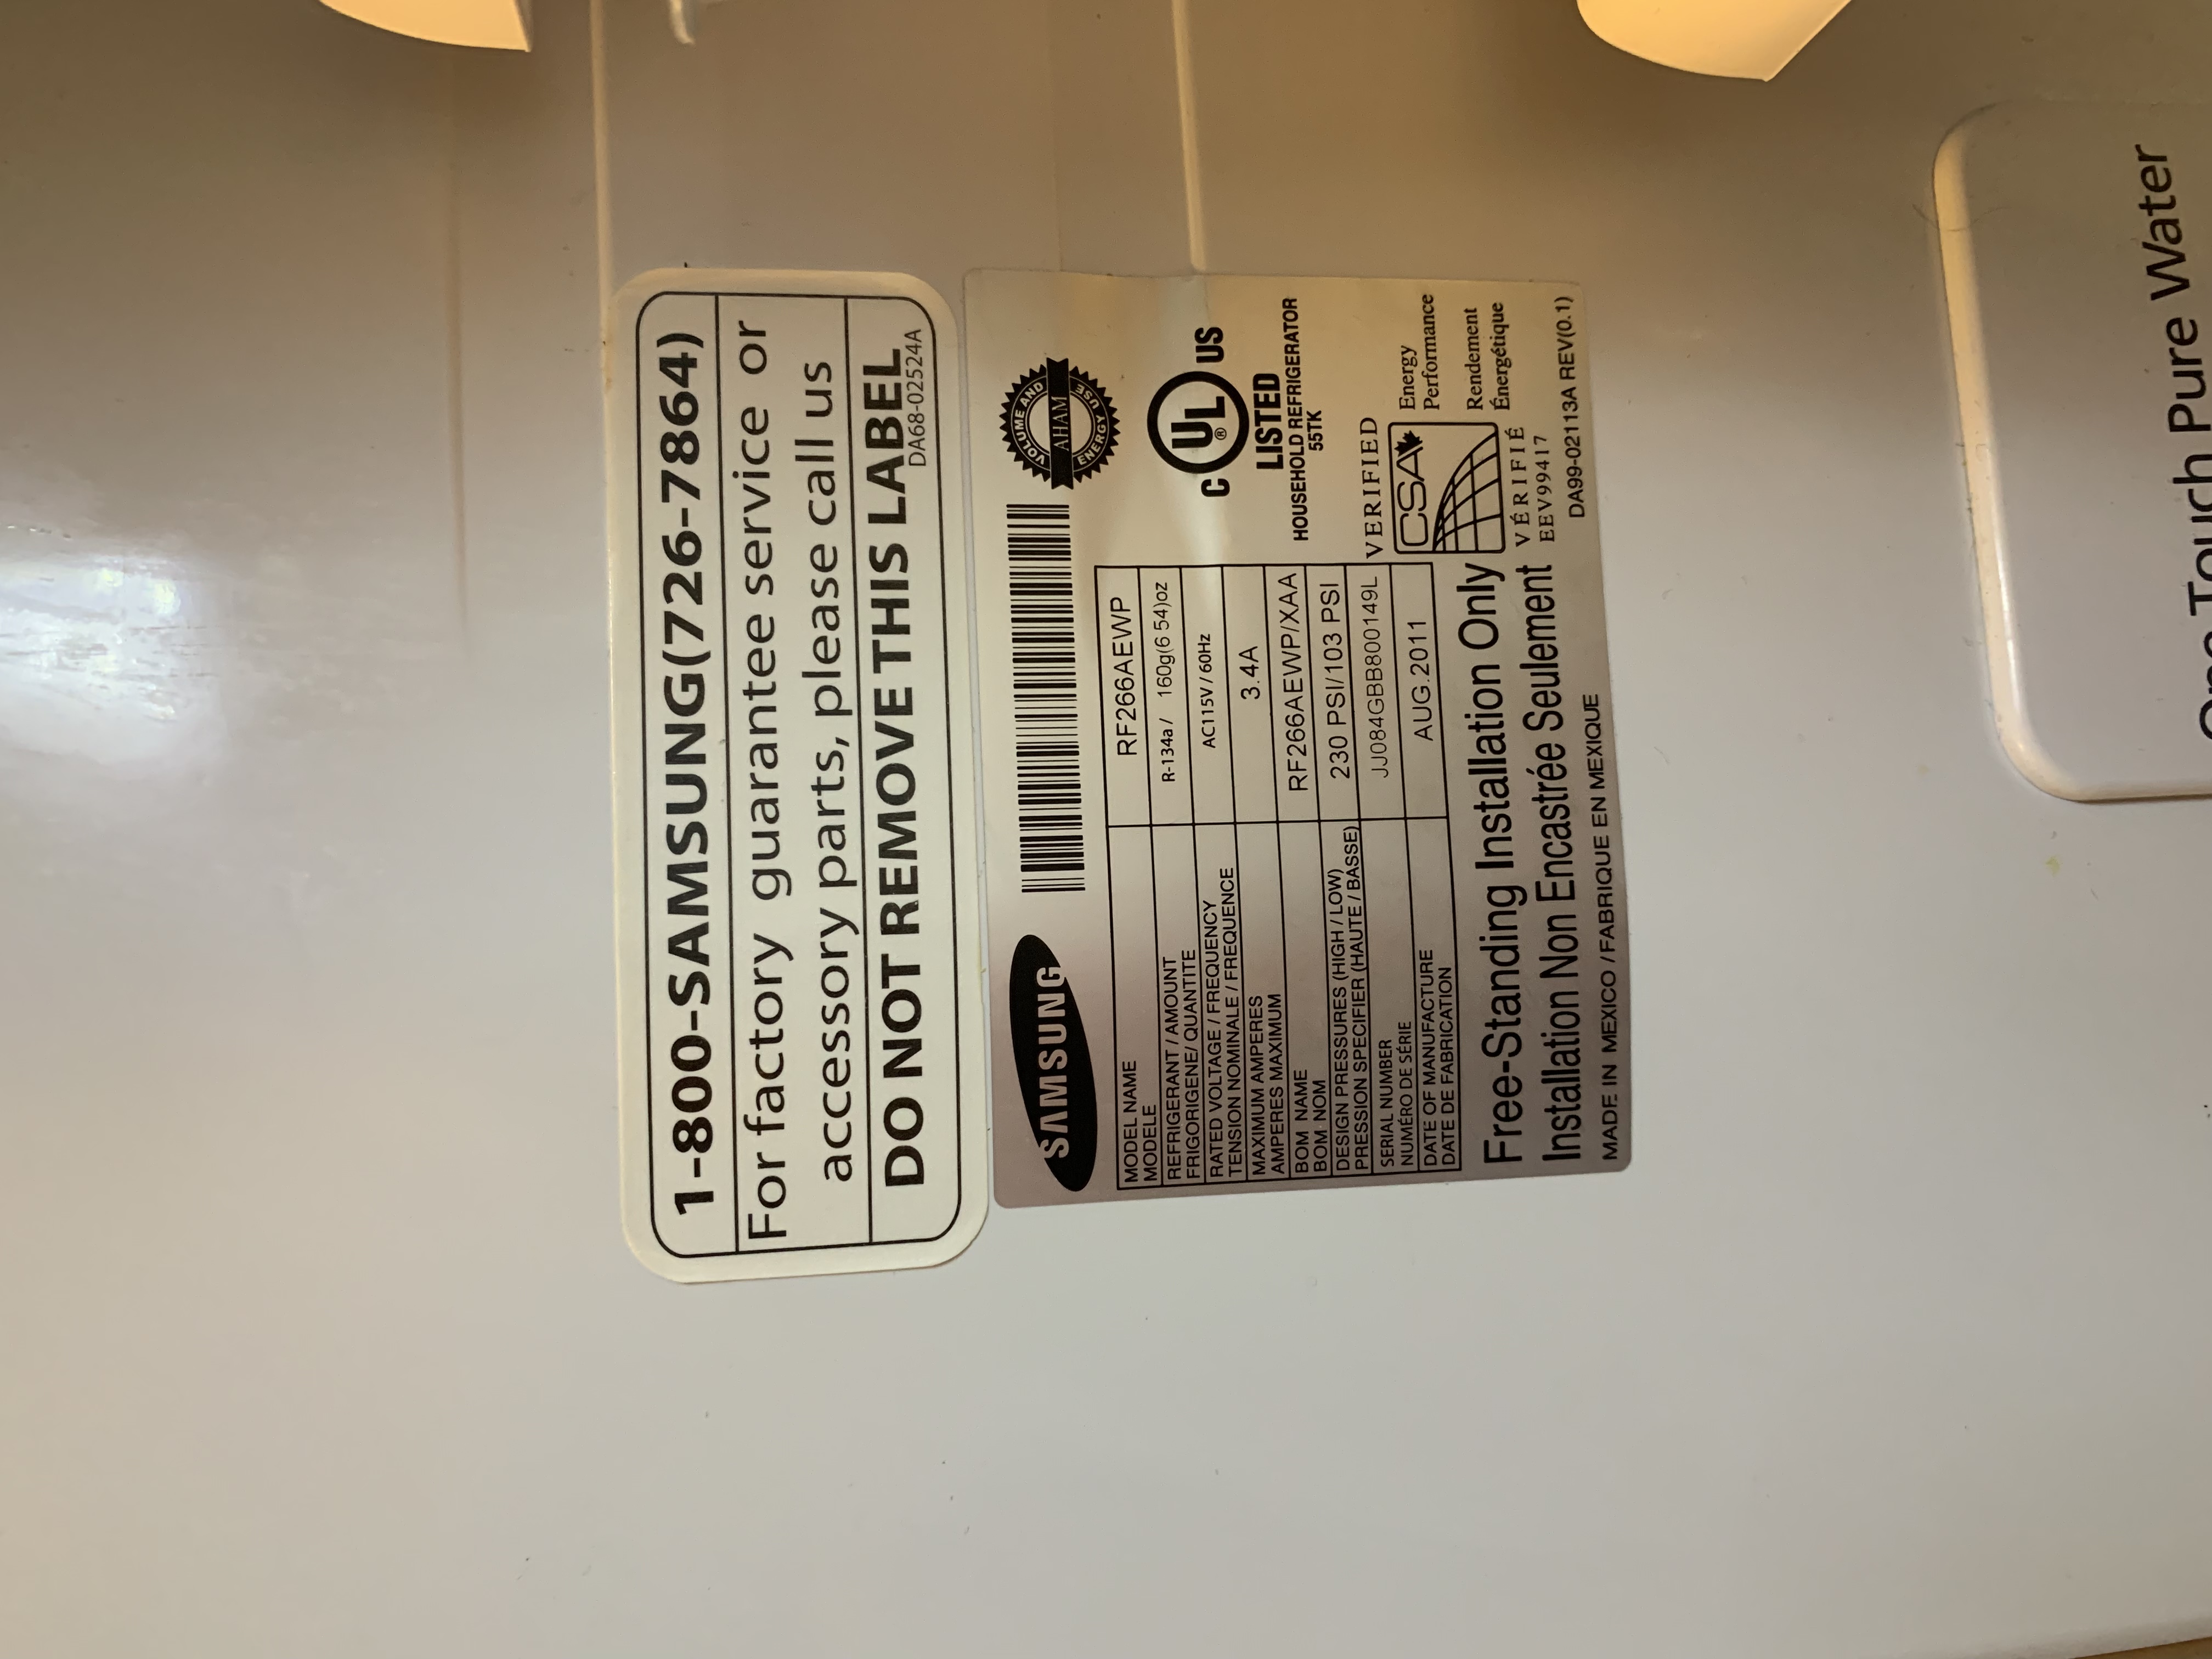 1-800-SAMSUNG(726-7864)
For factory guarantee service or
accessory parts, please call us
DO NOT REMOVE THIS LABEL
DA68-02524A
SAMSUNG
VOLUME AND
AHAM
ENERGY USE
MODEL NAME
MODELE
RF266AEWP
REFRIGERANT / AMOUNT
FRIGORIGENE/ QUANTITE
R-134a / 160g(6 54)oz
RATED VOLTAGE / FREQUENCY
TENSION NOMINALE / FREQUENCE
AC115V / 60Hz
MAXIMUM AMPERES
AMPERES MAXIMUM
3.4A
BOM NAME
BOM NOM
RF266AEWP/XAA
DESIGN PRESSURES (HIGH / LOW)
PRESSION SPECIFIER (HAUTE / BASSE)
230 PSI/103 PSI
SERIAL NUMBER
NUMÉRO DE SÉRIE
JJ084GBB800149L
DATE OF MANUFACTURE
DATE DE FABRICATION
AUG.2011
C UL ® US
LISTED
HOUSEHOLD REFRIGERATOR
55TK
VERIFIED
CSA
Energy
Performance
Rendement
Énergétique
VÉRIFIÉ
EEV99417
Free-Standing Installation Only
Installation Non Encastrée Seulement
MADE IN MEXICO / FABRIQUE EN MEXIQUE
DA99-02113A REV(0.1)
One Touch Pure Water